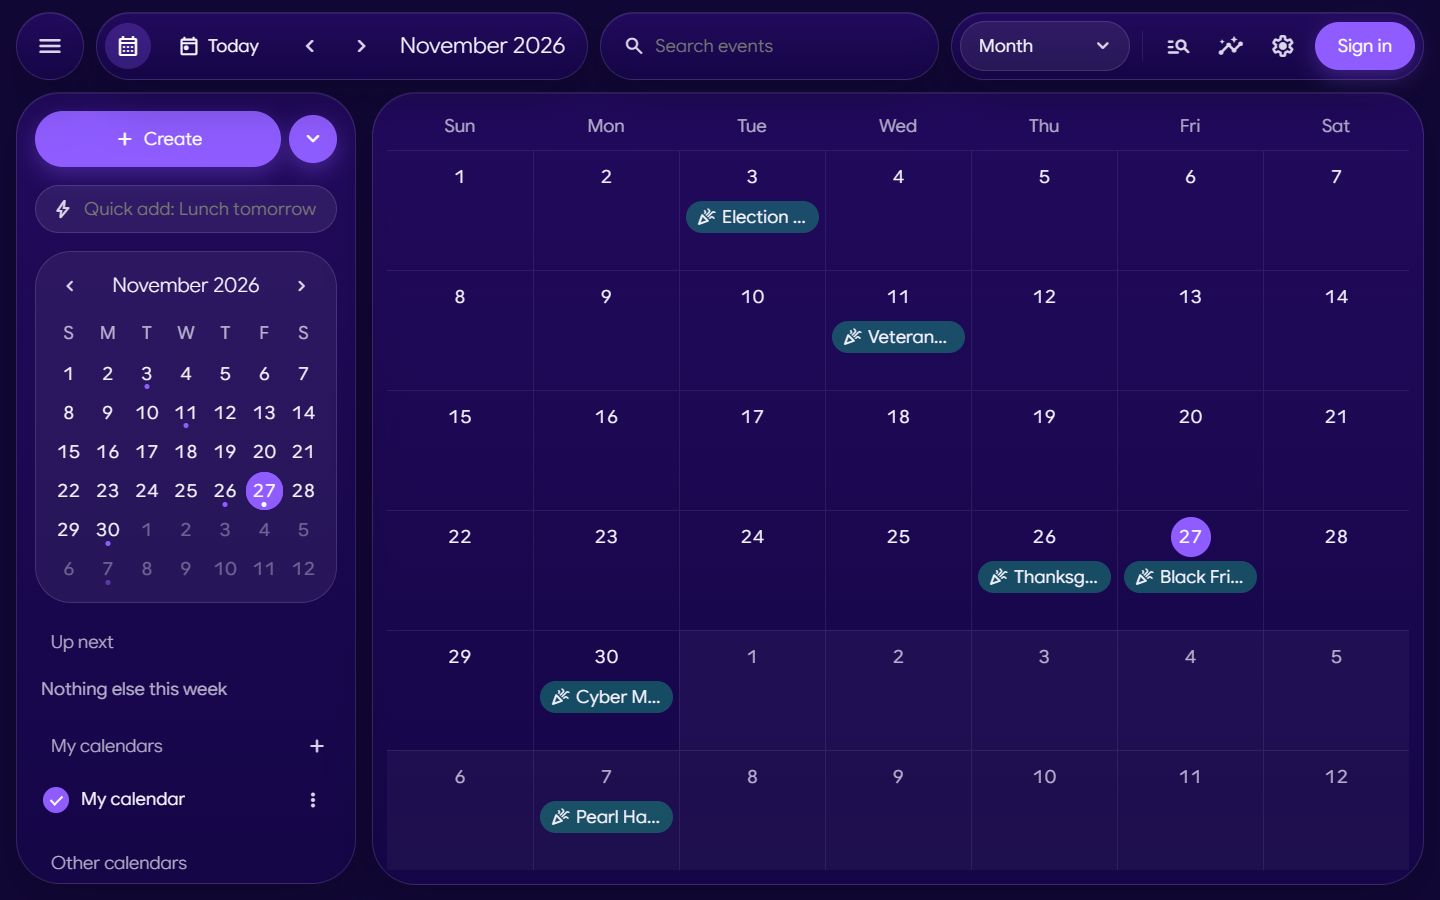 Today November 2026 Search events Month Sign in
Create
Quick add: Lunch tomorrow
November 2026
S M T W T F S
1 2 3 4 5 6 7
8 9 10 11 12 13 14
15 16 17 18 19 20 21
22 23 24 25 26 27 28
29 30 1 2 3 4 5
6 7 8 9 10 11 12
Up next
Nothing else this week
My calendars
My calendar
Other calendars
Sun Mon Tue Wed Thu Fri Sat
1 2 3 4 5 6 7
Election ...
8 9 10 11 12 13 14
Veteran...
15 16 17 18 19 20 21
22 23 24 25 26 27 28
Thanksg... Black Fri...
29 30 1 2 3 4 5
Cyber M...
6 7 8 9 10 11 12
Pearl Ha...